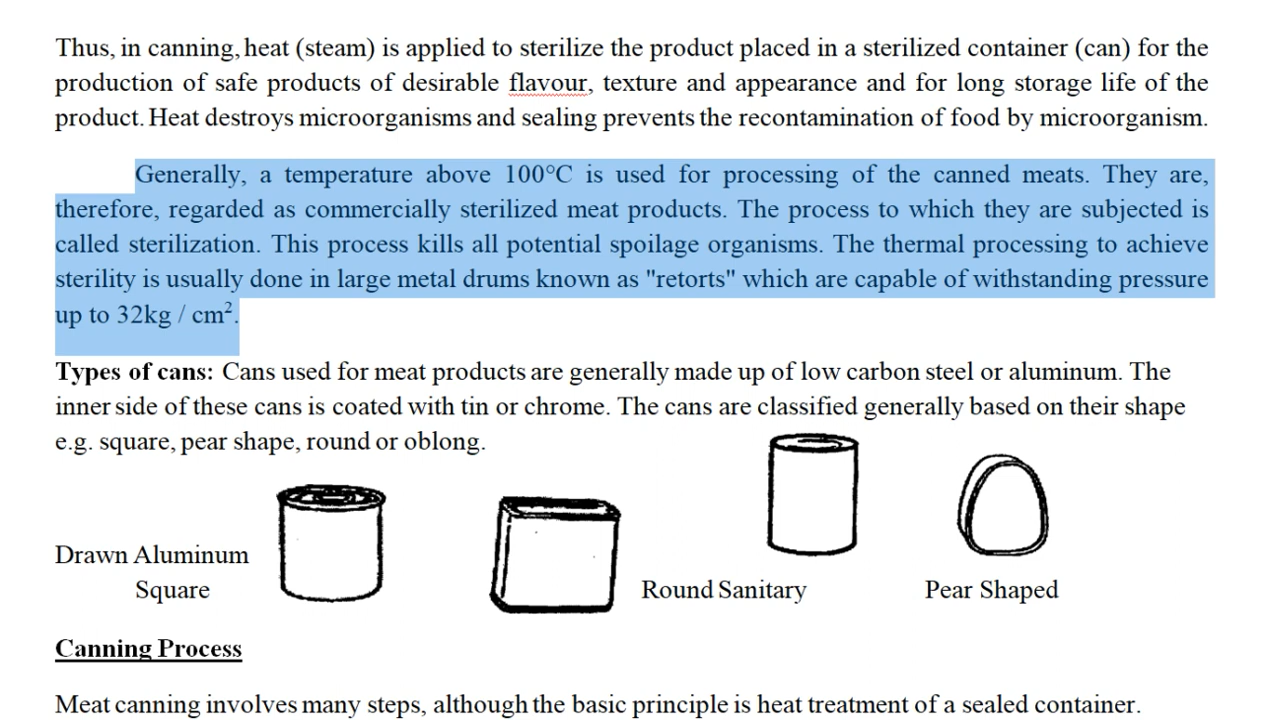 Thus, in canning, heat (steam) is applied to sterilize the product placed in a sterilized container (can) for the
production of safe products of desirable flavour, texture and appearance and for long storage life of the
product. Heat destroys microorganisms and sealing prevents the recontamination of food by microorganism.
Generally, a temperature above 100°C is used for processing of the canned meats. They are,
therefore, regarded as commercially sterilized meat products. The process to which they are subjected is
called sterilization. This process kills all potential spoilage organisms. The thermal processing to achieve
sterility is usually done in large metal drums known as "retorts" which are capable of withstanding pressure
up to 32kg / cm².
Types of cans: Cans used for meat products are generally made up of low carbon steel or aluminum. The
inner side of these cans is coated with tin or chrome. The cans are classified generally based on their shape
e.g. square, pear shape, round or oblong.
Drawn Aluminum
Square Round Sanitary Pear Shaped
Canning Process
Meat canning involves many steps, although the basic principle is heat treatment of a sealed container.